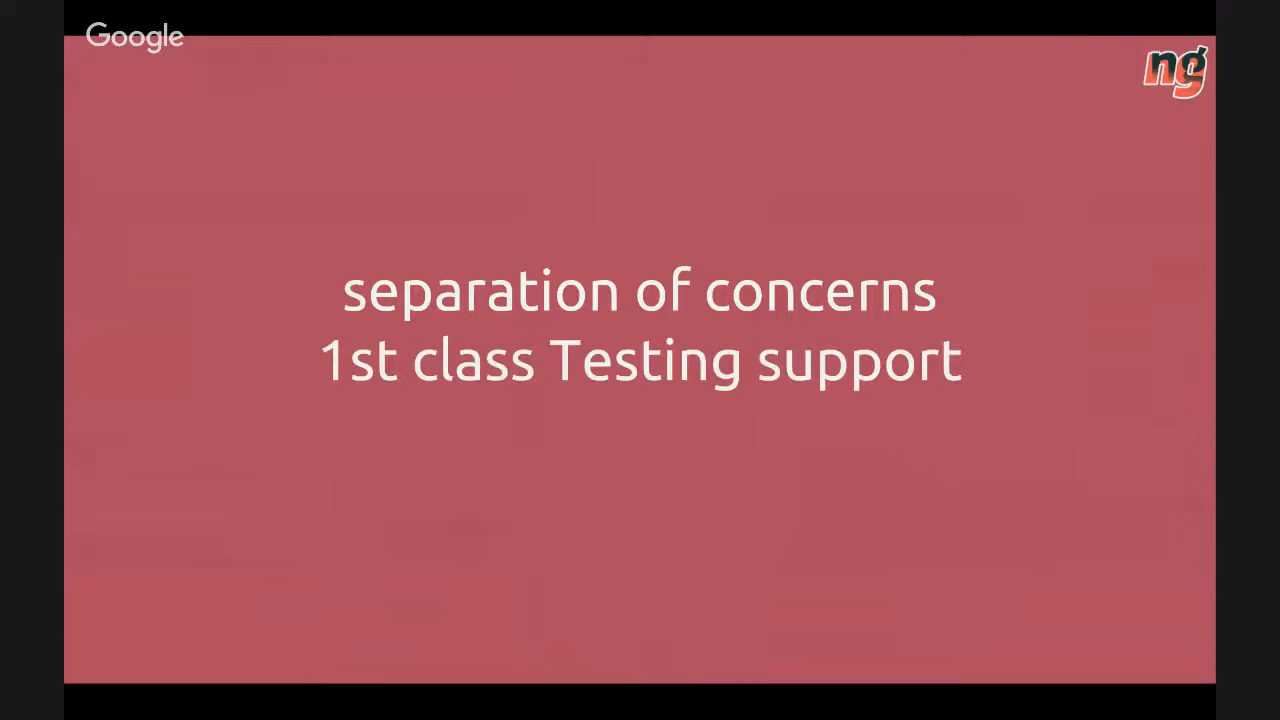 Google
ng
separation of concerns
1st class Testing support